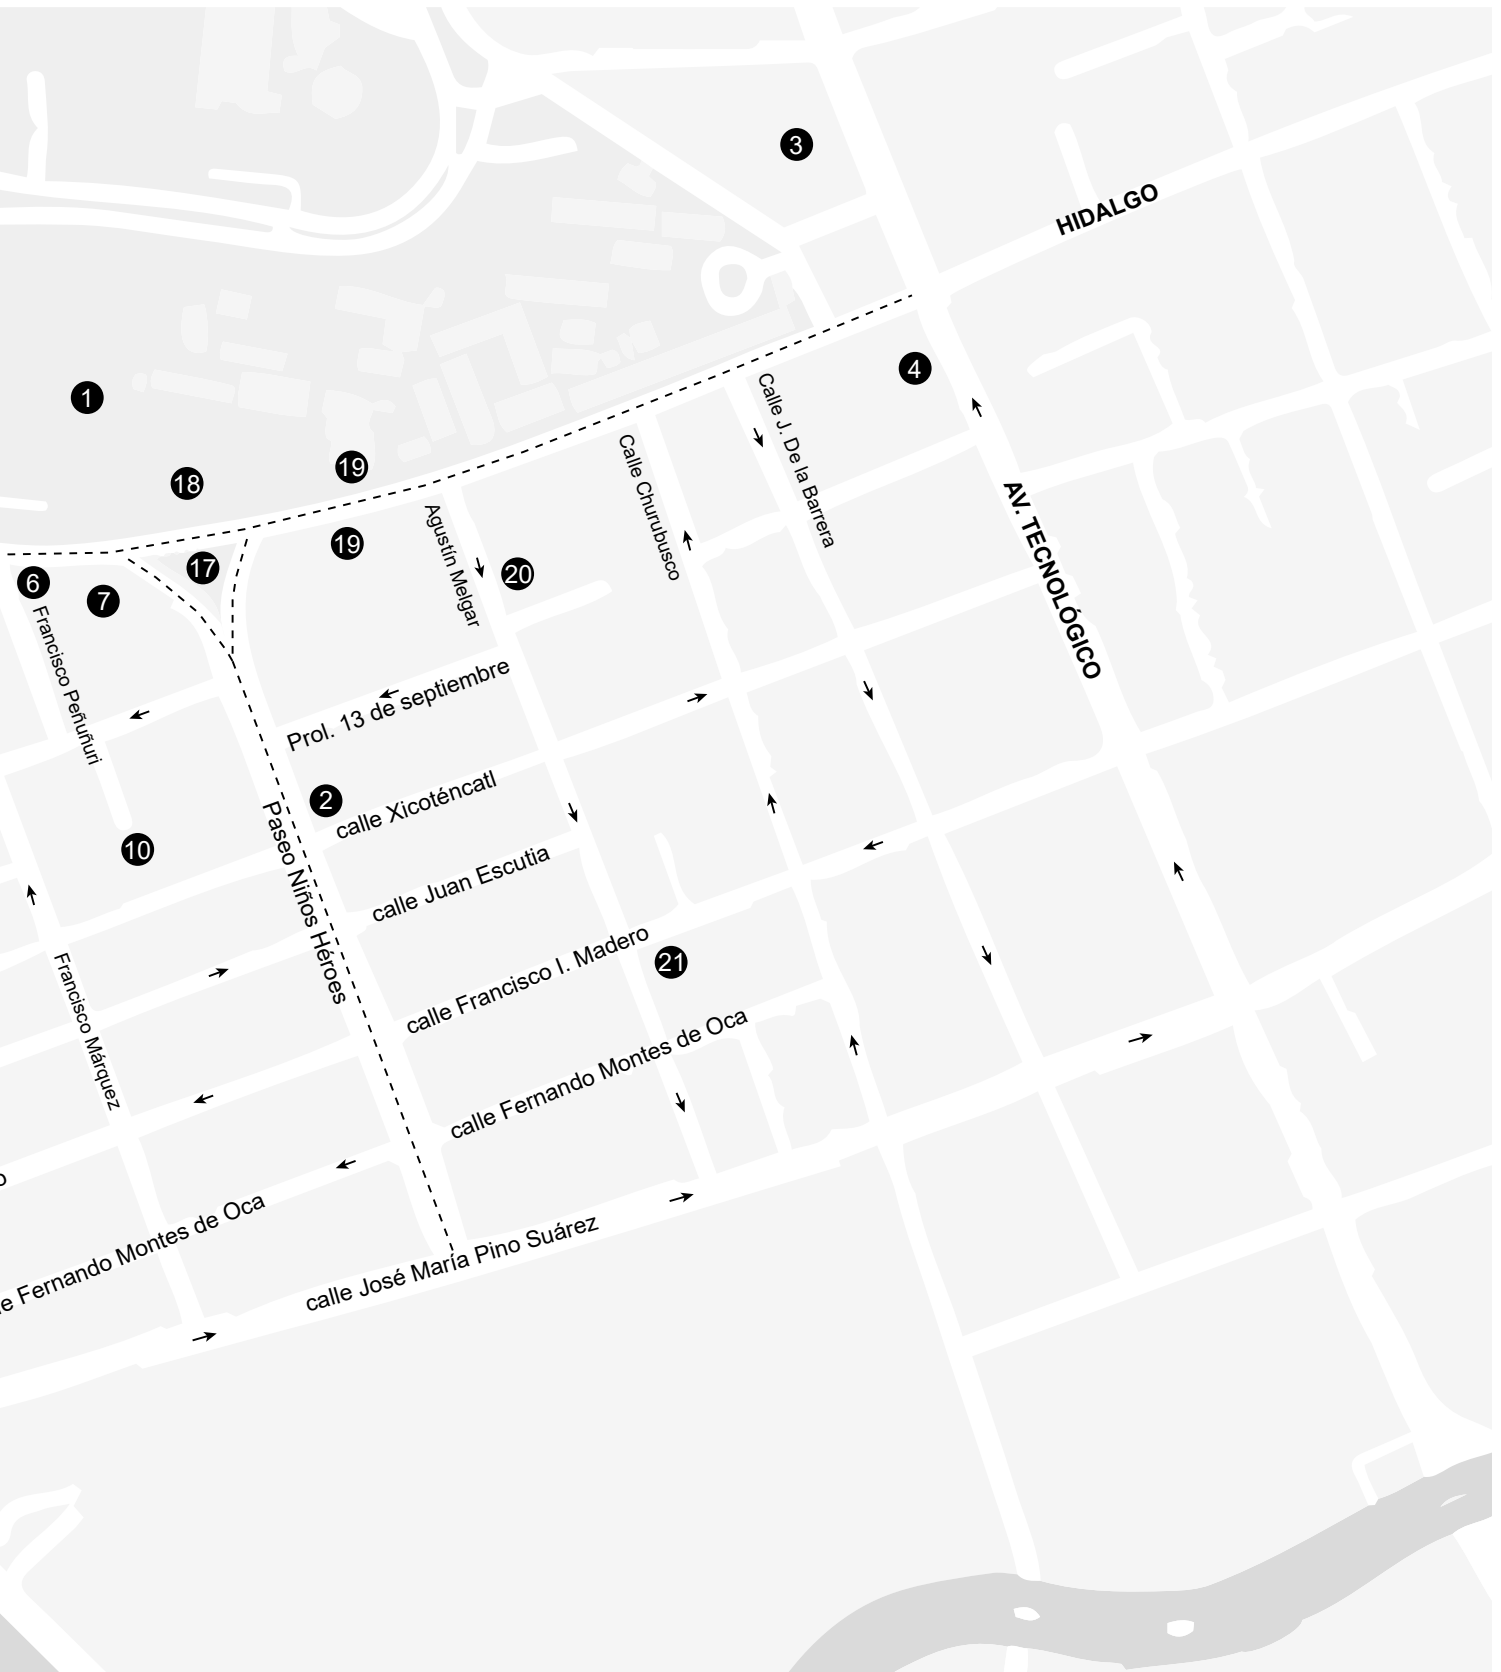 3
HIDALGO
4
1
Calle J. De la Barrera
19
Calle Churubusco
18
AV. TECNOLÓGICO
Agustín Melgar
19
17
20
6
7
Francisco Peñuñuri
Prol. 13 de septiembre
2
calle Xicoténcatl
Paseo Niños Héroes
10
calle Juan Escutia
calle Francisco I. Madero
21
Francisco Márquez
calle Fernando Montes de Oca
o
le Fernando Montes de Oca
calle José María Pino Suárez